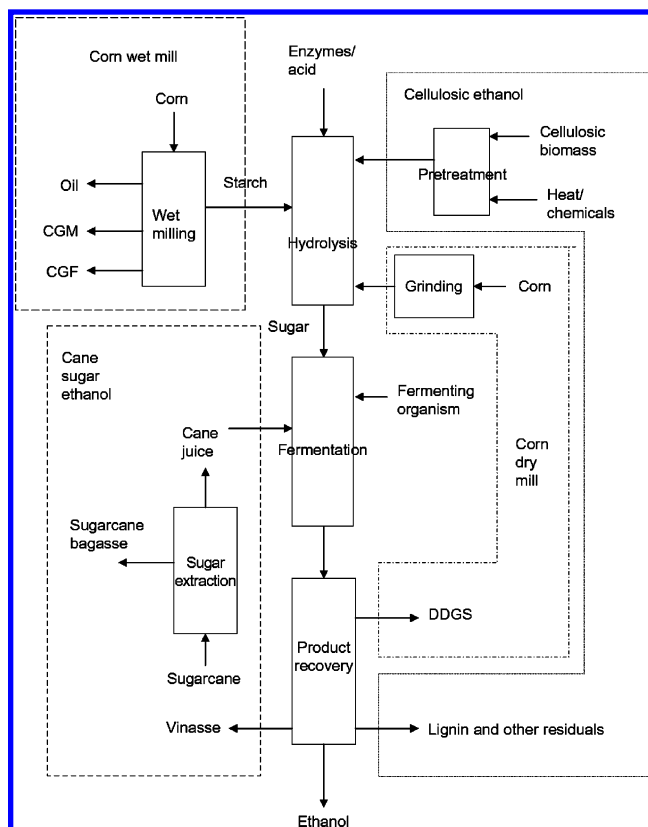 Corn wet mill
Enzymes/
acid
Cellulosic ethanol
Corn
Cellulosic
biomass
Pretreatment
Oil
Starch
Heat/
chemicals
CGM
Wet
milling
Hydrolysis
CGF
Grinding
Corn
Sugar
Cane
sugar
ethanol
Fermenting
organism
Cane
juice
Fermentation
Corn
dry
mill
Sugarcane
bagasse
Sugar
extraction
DDGS
Product
recovery
Sugarcane
Vinasse
Lignin and other residuals
Ethanol